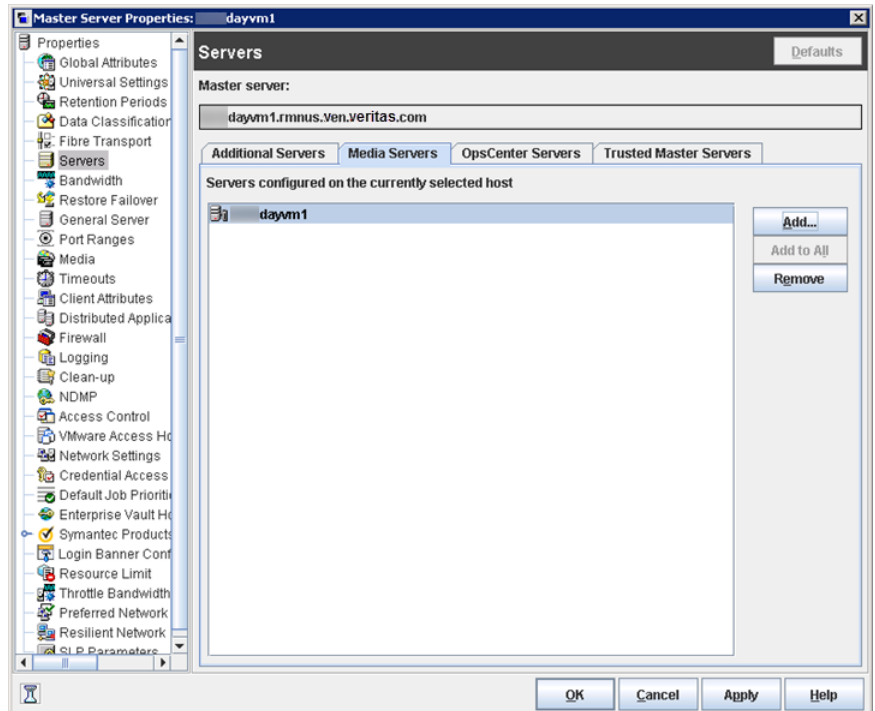 Master Server Properties: dayvm1
Properties
Global Attributes
Universal Settings
Retention Periods
Data Classification
Fibre Transport
Servers
Bandwidth
Restore Failover
General Server
Port Ranges
Media
Timeouts
Client Attributes
Distributed Applica
Firewall
Logging
Clean-up
NDMP
Access Control
VMware Access Ho
Network Settings
Credential Access
Default Job Prioriti
Enterprise Vault Ho
Symantec Products
Login Banner Conf
Resource Limit
Throttle Bandwidth
Preferred Network
Resilient Network
SLP Parameters
Servers
Defaults
Master server:
dayvm1.rmnus.ven.veritas.com
Additional Servers Media Servers OpsCenter Servers Trusted Master Servers
Servers configured on the currently selected host
dayvm1
Add...
Add to All
Remove
OK Cancel Apply Help